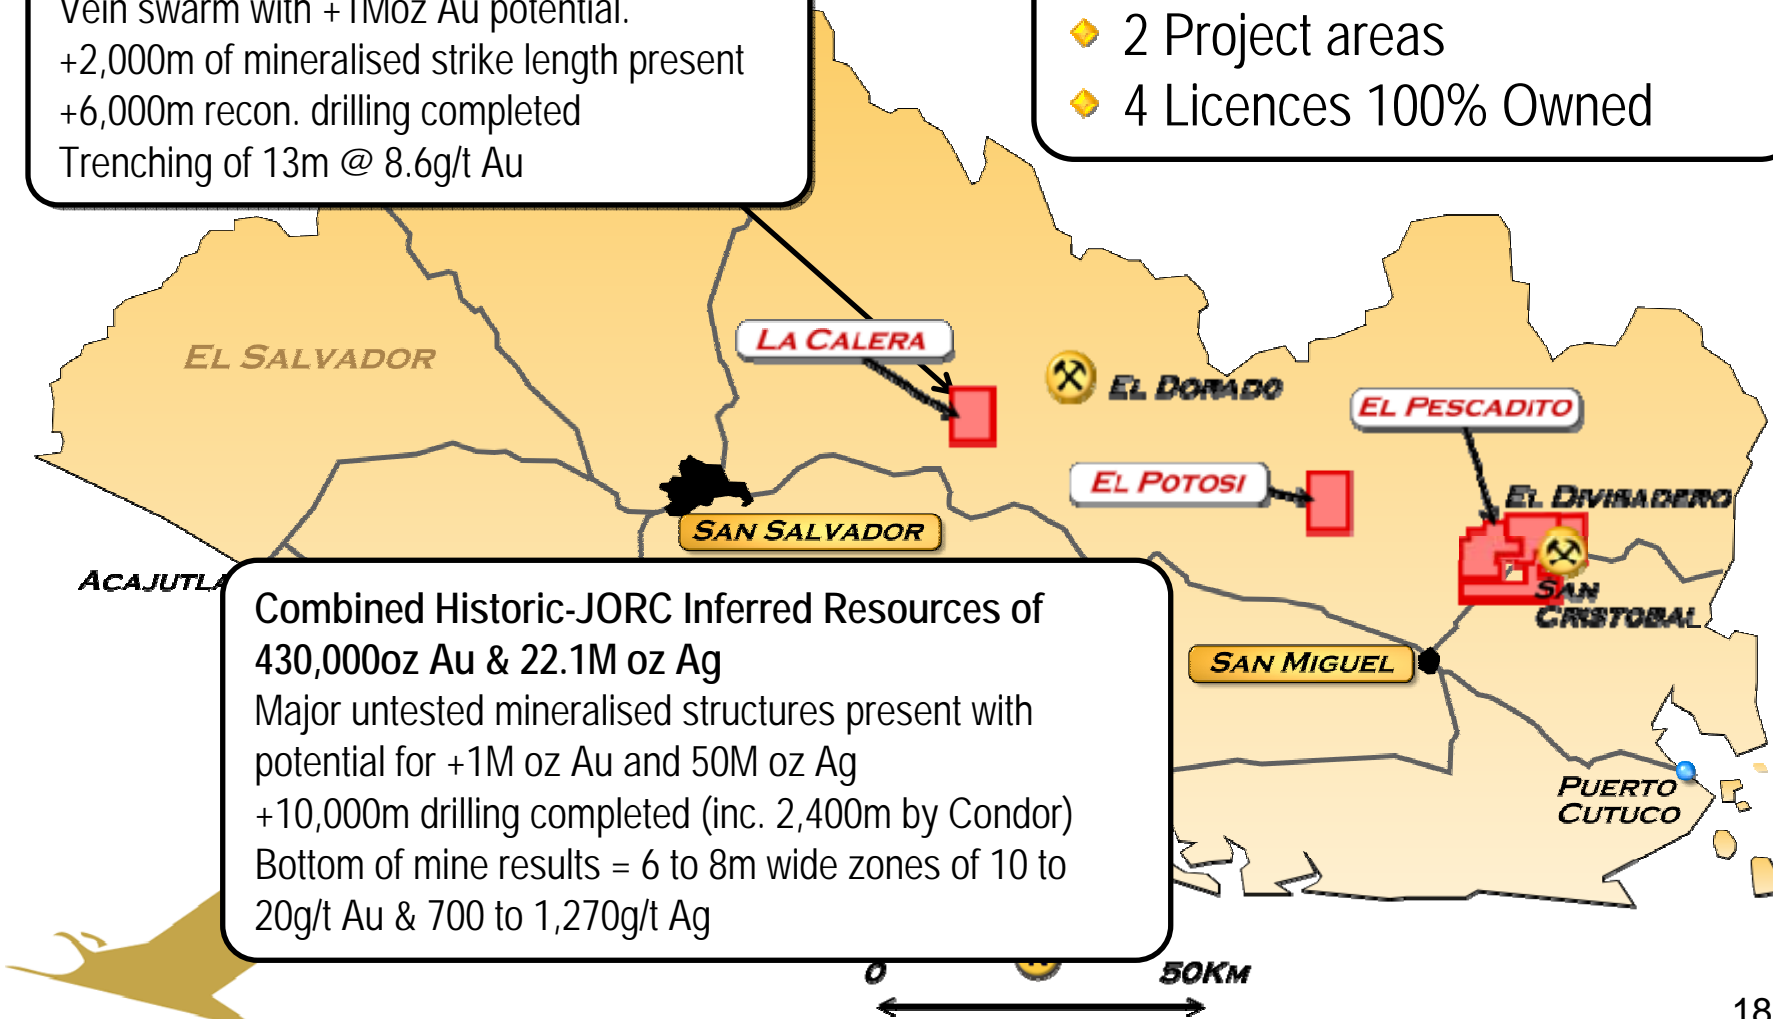 Vein swarm with +1Moz Au potential.
+2,000m of mineralised strike length present
+6,000m recon. drilling completed
Trenching of 13m @ 8.6g/t Au
2 Project areas
4 Licences 100% Owned
EL SALVADOR
LA CALERA
EL DORADO
EL PESCADITO
EL POTOSI
EL DIVISADERO
SAN SALVADOR
ACAJUTLA
SAN
CRISTOBAL
Combined Historic-JORC Inferred Resources of
430,000oz Au & 22.1M oz Ag
Major untested mineralised structures present with
potential for +1M oz Au and 50M oz Ag
+10,000m drilling completed (inc. 2,400m by Condor)
Bottom of mine results = 6 to 8m wide zones of 10 to
20g/t Au & 700 to 1,270g/t Ag
SAN MIGUEL
PUERTO
CUTUCO
0 50KM
18